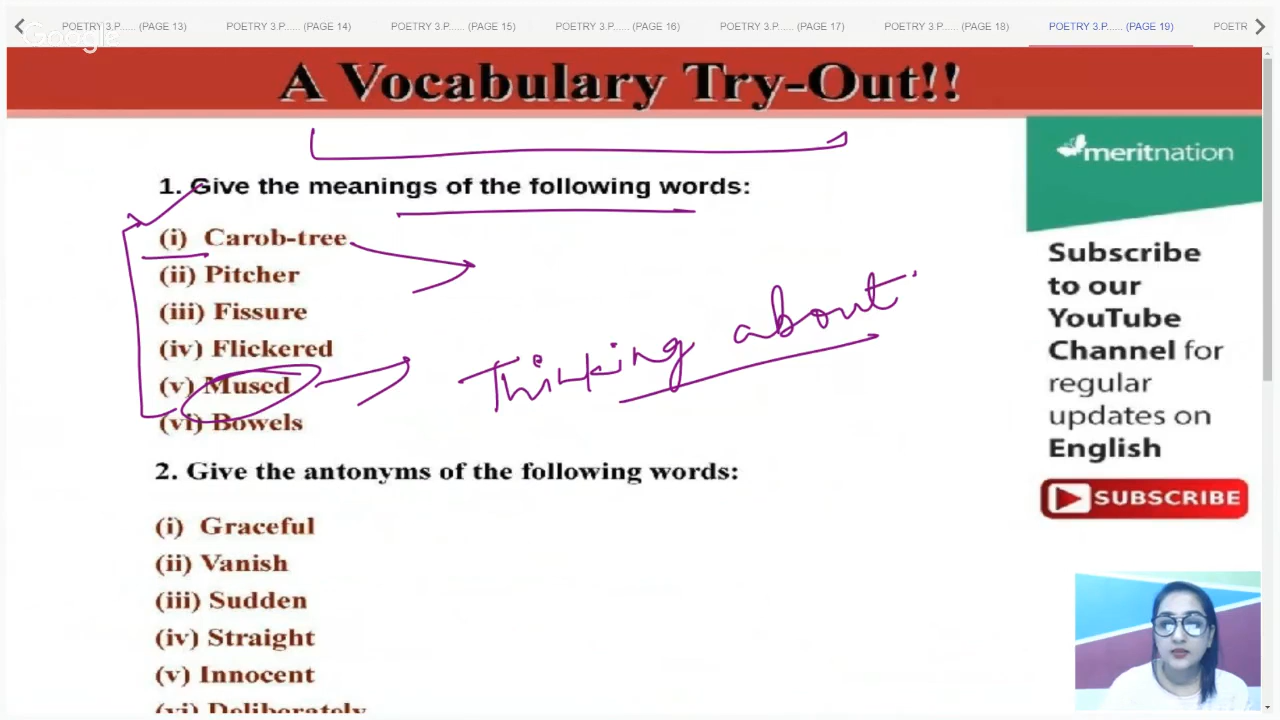 POETRY 3.P...... (PAGE 13) POETRY 3.P...... (PAGE 14) POETRY 3.P...... (PAGE 15) POETRY 3.P...... (PAGE 16) POETRY 3.P...... (PAGE 17) POETRY 3.P...... (PAGE 18) POETRY 3.P...... (PAGE 19) POETR
Google
A Vocabulary Try-Out!!
1. Give the meanings of the following words:
(i) Carob-tree
(ii) Pitcher
(iii) Fissure
(iv) Flickered
(v) Mused
Thinking about
(vi) Bowels
2. Give the antonyms of the following words:
(i) Graceful
(ii) Vanish
(iii) Sudden
(iv) Straight
(v) Innocent
(vi) Deliberately
meritnation
Subscribe
to our
YouTube
Channel for
regular
updates on
English
SUBSCRIBE